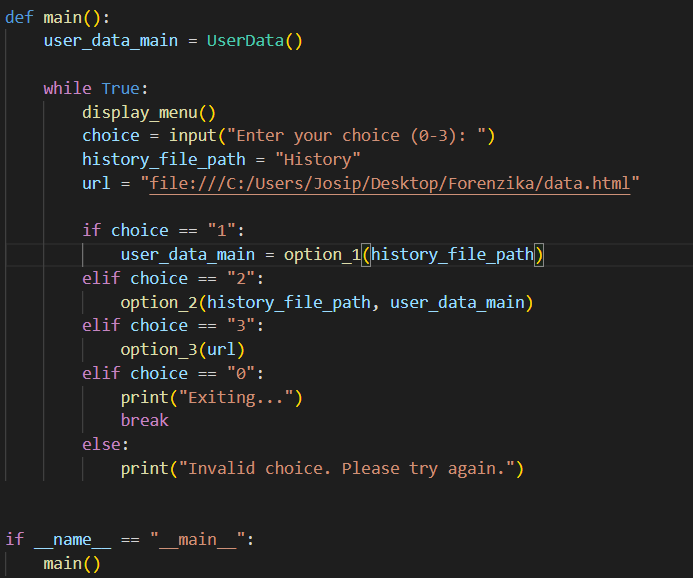 def main():
    user_data_main = UserData()
    while True:
        display_menu()
        choice = input("Enter your choice (0-3): ")
        history_file_path = "History"
        url = "file:///C:/Users/Josip/Desktop/Forenzika/data.html"
        if choice == "1":
            user_data_main = option_1(history_file_path)
        elif choice == "2":
            option_2(history_file_path, user_data_main)
        elif choice == "3":
            option_3(url)
        elif choice == "0":
            print("Exiting...")
            break
        else:
            print("Invalid choice. Please try again.")
if __name__ == "__main__":
    main()